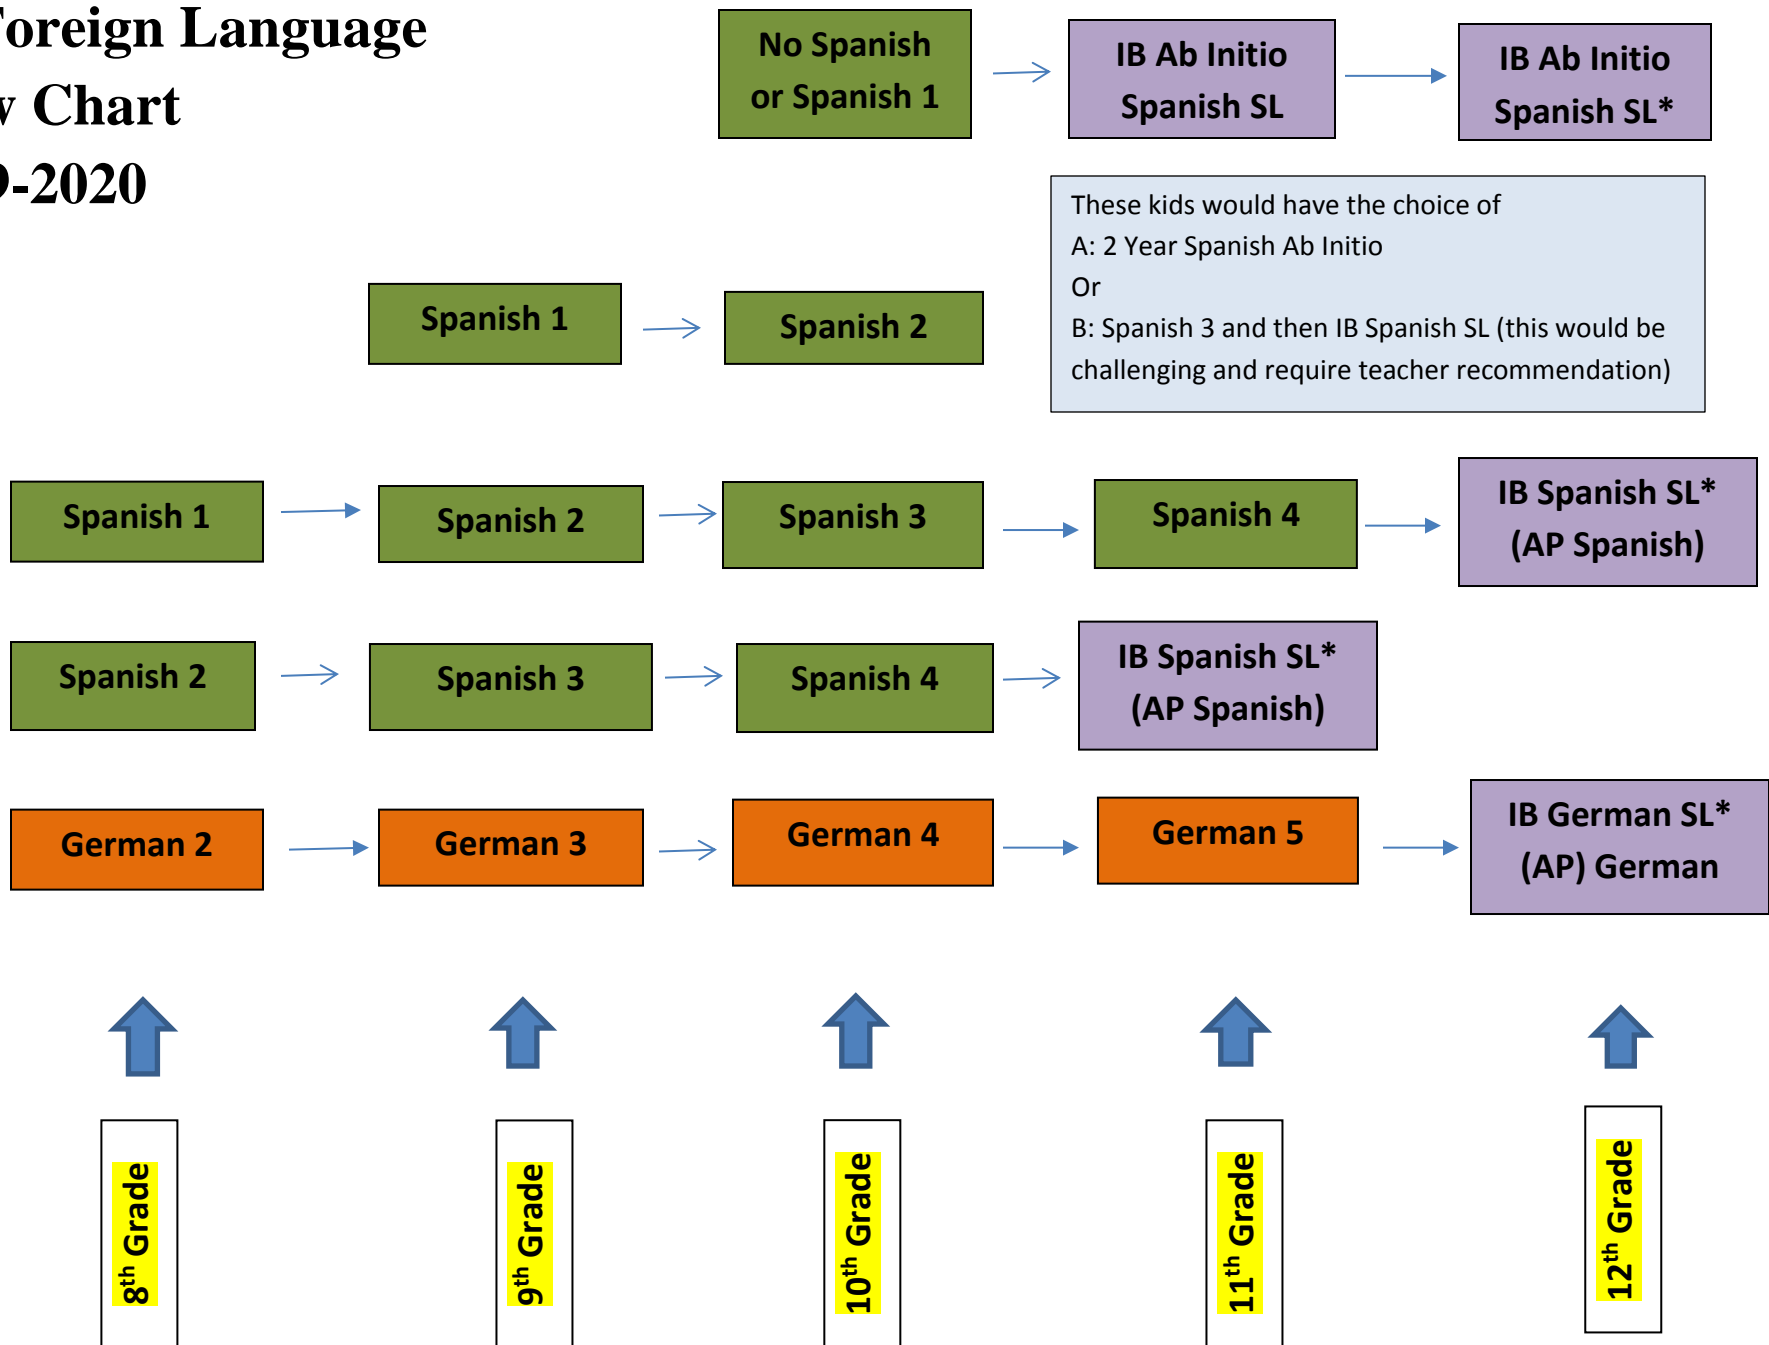 Foreign Language
w Chart
9-2020
No Spanish
or Spanish 1
IB Ab Initio
Spanish SL
IB Ab Initio
Spanish SL*
These kids would have the choice of
A: 2 Year Spanish Ab Initio
Or
B: Spanish 3 and then IB Spanish SL (this would be
challenging and require teacher recommendation)
Spanish 1
Spanish 2
Spanish 1
Spanish 2
Spanish 3
Spanish 4
IB Spanish SL*
(AP Spanish)
Spanish 2
Spanish 3
Spanish 4
IB Spanish SL*
(AP Spanish)
German 2
German 3
German 4
German 5
IB German SL*
(AP) German
8th Grade
9th Grade
10th Grade
11th Grade
12th Grade